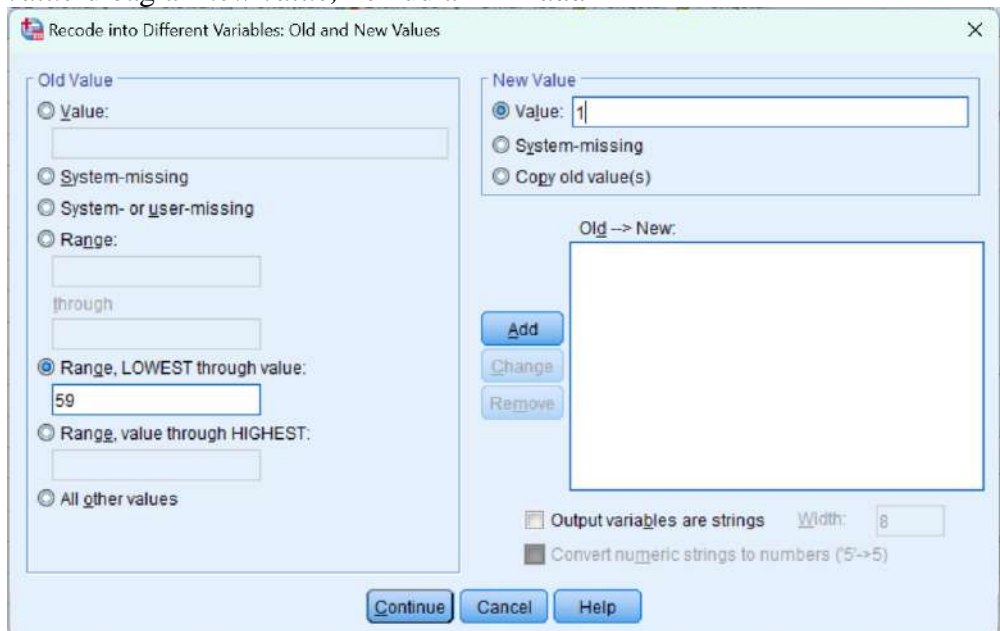 Recode into Different Variables: Old and New Values
Old Value
Value:
System-missing
System- or user-missing
Range:
through
Range, LOWEST through value:
59
Range, value through HIGHEST:
All other values
New Value
Value: 1
System-missing
Copy old value(s)
Old --> New:
Add
Change
Remove
Output variables are strings Width: 8
Convert numeric strings to numbers ('5'->5)
Continue Cancel Help